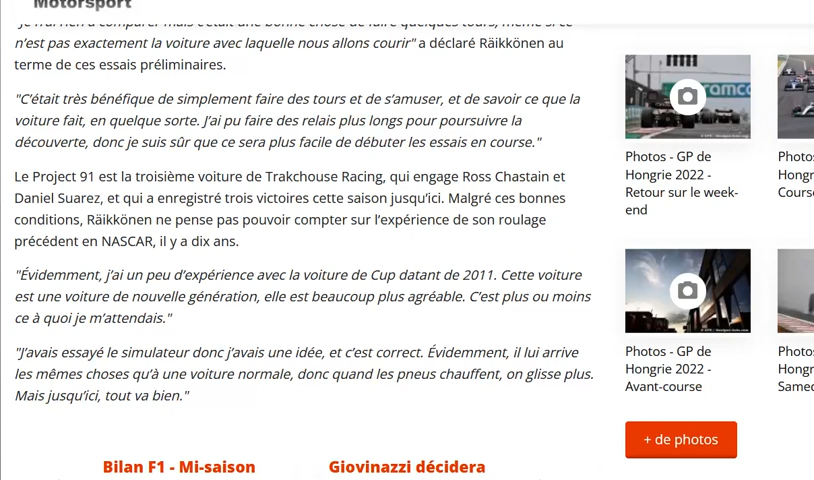 Motorsport
"Je n'ai rien à comparer mais c'était une bonne chose de faire quelques tours, même si ce
n'est pas exactement la voiture avec laquelle nous allons courir" a déclaré Räikkönen au
terme de ces essais préliminaires.
"C'était très bénéfique de simplement faire des tours et de s'amuser, et de savoir ce que la
voiture fait, en quelque sorte. J'ai pu faire des relais plus longs pour poursuivre la
découverte, donc je suis sûr que ce sera plus facile de débuter les essais en course."
Le Project 91 est la troisième voiture de Trakchouse Racing, qui engage Ross Chastain et
Daniel Suarez, et qui a enregistré trois victoires cette saison jusqu'ici. Malgré ces bonnes
conditions, Räikkönen ne pense pas pouvoir compter sur l'expérience de son roulage
précédent en NASCAR, il y a dix ans.
"Évidemment, j'ai un peu d'expérience avec la voiture de Cup datant de 2011. Cette voiture
est une voiture de nouvelle génération, elle est beaucoup plus agréable. C'est plus ou moins
ce à quoi je m'attendais."
"J'avais essayé le simulateur donc j'avais une idée, et c'est correct. Évidemment, il lui arrive
les mêmes choses qu'à une voiture normale, donc quand les pneus chauffent, on glisse plus.
Mais jusqu'ici, tout va bien."
Bilan F1 - Mi-saison
Giovinazzi décidera
Photos - GP de
Hongrie 2022 -
Retour sur le week-
end
Photos
Hongr
Course
Photos - GP de
Hongrie 2022 -
Avant-course
Photos
Hongr
Samed
+ de photos